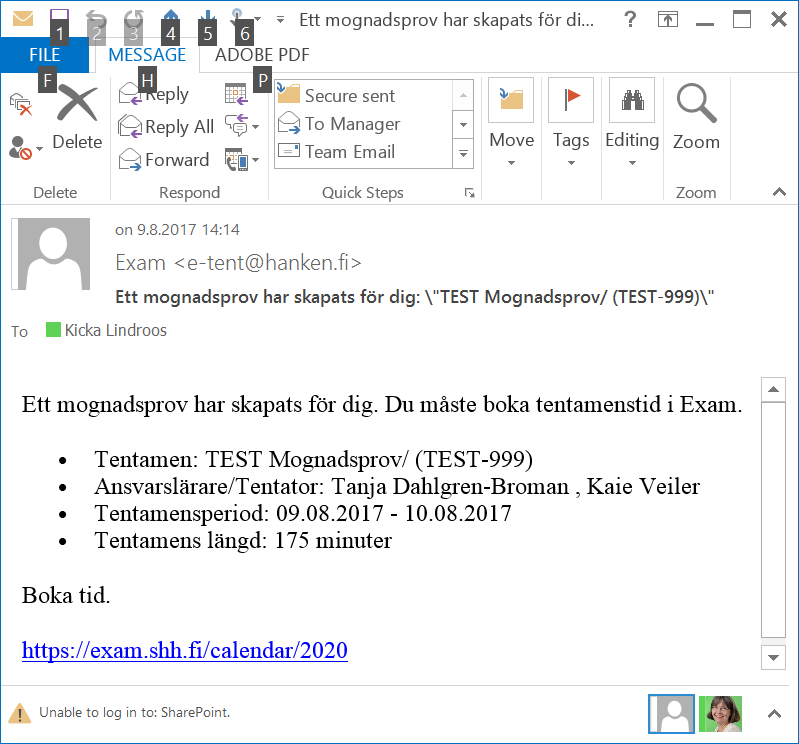 Ett mognadsprov har skapats för di...
?
1 2 3 4 5 6
FILE MESSAGE ADOBE PDF
F H P
Delete
Reply
Reply All
Forward
Secure sent
To Manager
Team Email
Move Tags Editing Zoom
Delete Respond Quick Steps Zoom
on 9.8.2017 14:14
Exam <e-tent@hanken.fi>
Ett mognadsprov har skapats för dig: \"TEST Mognadsprov/ (TEST-999)\"
To Kicka Lindroos
Ett mognadsprov har skapats för dig. Du måste boka tentamenstid i Exam.
• Tentamen: TEST Mognadsprov/ (TEST-999)
• Ansvarslärare/Tentator: Tanja Dahlgren-Broman , Kaie Veiler
• Tentamensperiod: 09.08.2017 - 10.08.2017
• Tentamens längd: 175 minuter
Boka tid.
https://exam.shh.fi/calendar/2020
Unable to log in to: SharePoint.